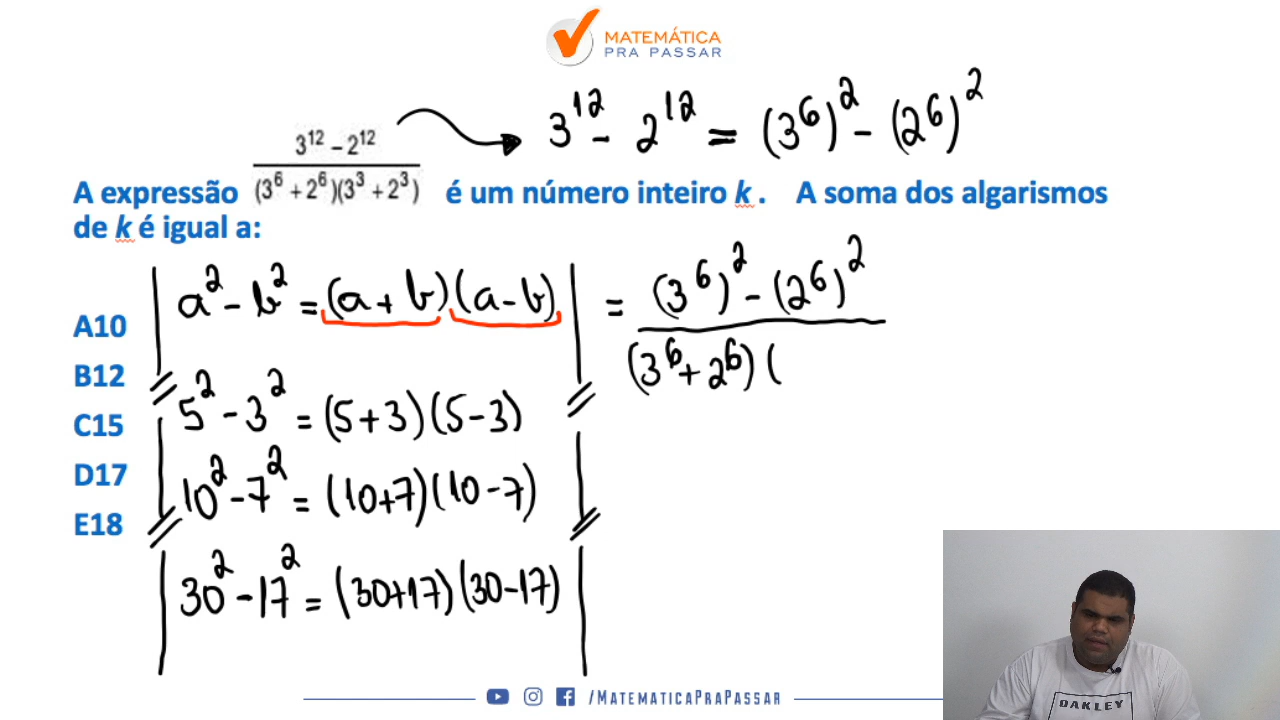 MATEMÁTICA
PRA PASSAR
3¹² - 2¹² = (3⁶)² - (2⁶)²
3¹² - 2¹²
(3⁶ + 2⁶)(3³ + 2³)
A expressão é um número inteiro k . A soma dos algarismos
de k é igual a:
a² - b² = (a + b)(a - b)
= (3⁶)² - (2⁶)²
(3⁶ + 2⁶) (
A10
B12
5² - 3² = (5 + 3)(5 - 3)
C15
D17
10² - 7² = (10+7)(10 - 7)
E18
30² - 17² = (30+17)(30-17)
/MATEMATICAPRAPASSAR
OAKLEY